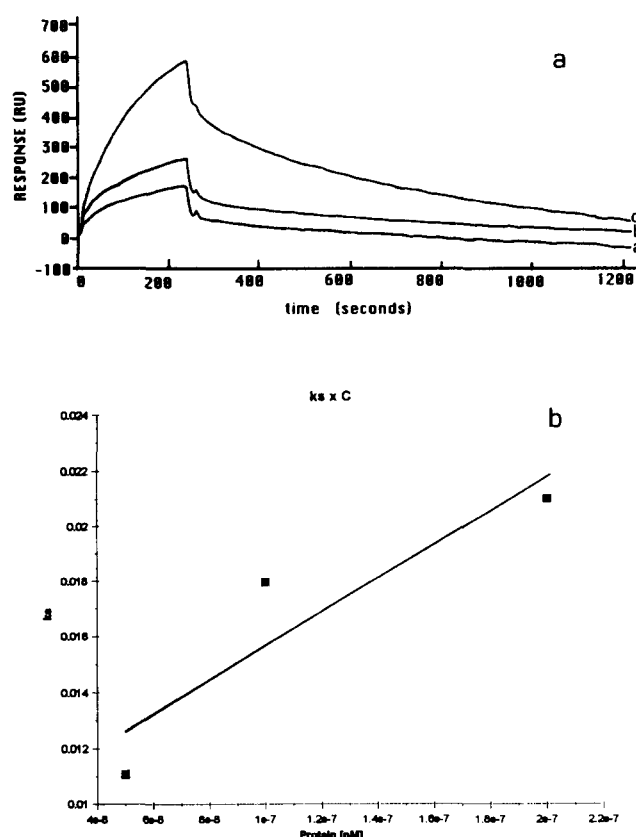 a
700
600
500
400
300
200
100
0
-100
RESPONSE (RU)
0 200 400 600 800 1000 1200
time (seconds)
a
ks x C
b
0.024
0.022
0.02
0.018
0.016
0.014
0.012
0.01
ks
4e-8 6e-8 8e-8 1e-7 1.2e-7 1.4e-7 1.6e-7 1.8e-7 2e-7 2.2e-7
Protein [nM]